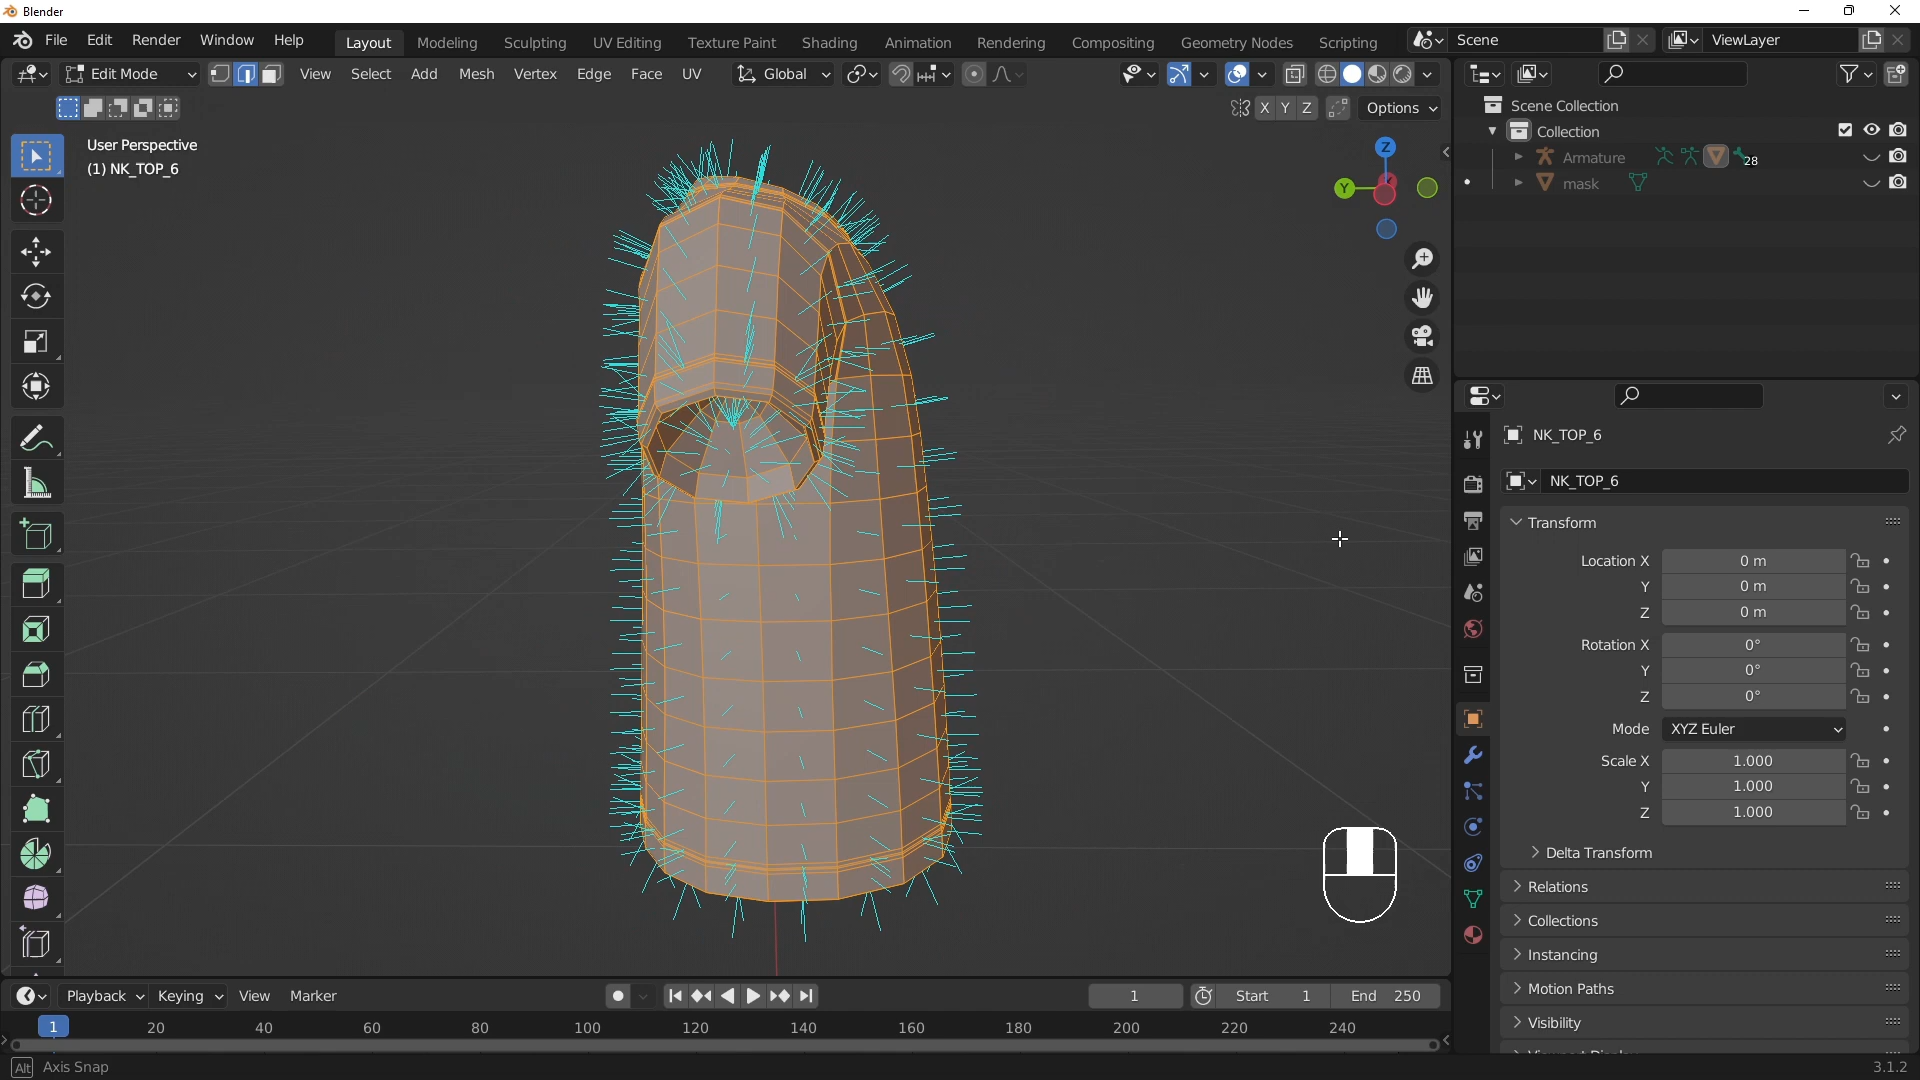 Blender
File Edit Render Window Help Layout Modeling Sculpting UV Editing Texture Paint Shading Animation Rendering Compositing Geometry Nodes Scripting Scene ViewLayer
Edit Mode View Select Add Mesh Vertex Edge Face UV Global
X Y Z Options
User Perspective
(1) NK_TOP_6
Z
Y
Scene Collection
Collection
Armature 28
mask
NK_TOP_6
NK_TOP_6
Transform
Location X 0 m
Y 0 m
Z 0 m
Rotation X 0°
Y 0°
Z 0°
Mode XYZ Euler
Scale X 1.000
Y 1.000
Z 1.000
Delta Transform
Relations
Collections
Instancing
Motion Paths
Visibility
Playback Keying View Marker 1 Start 1 End 250
1 20 40 60 80 100 120 140 160 180 200 220 240
Alt Axis Snap 3.1.2